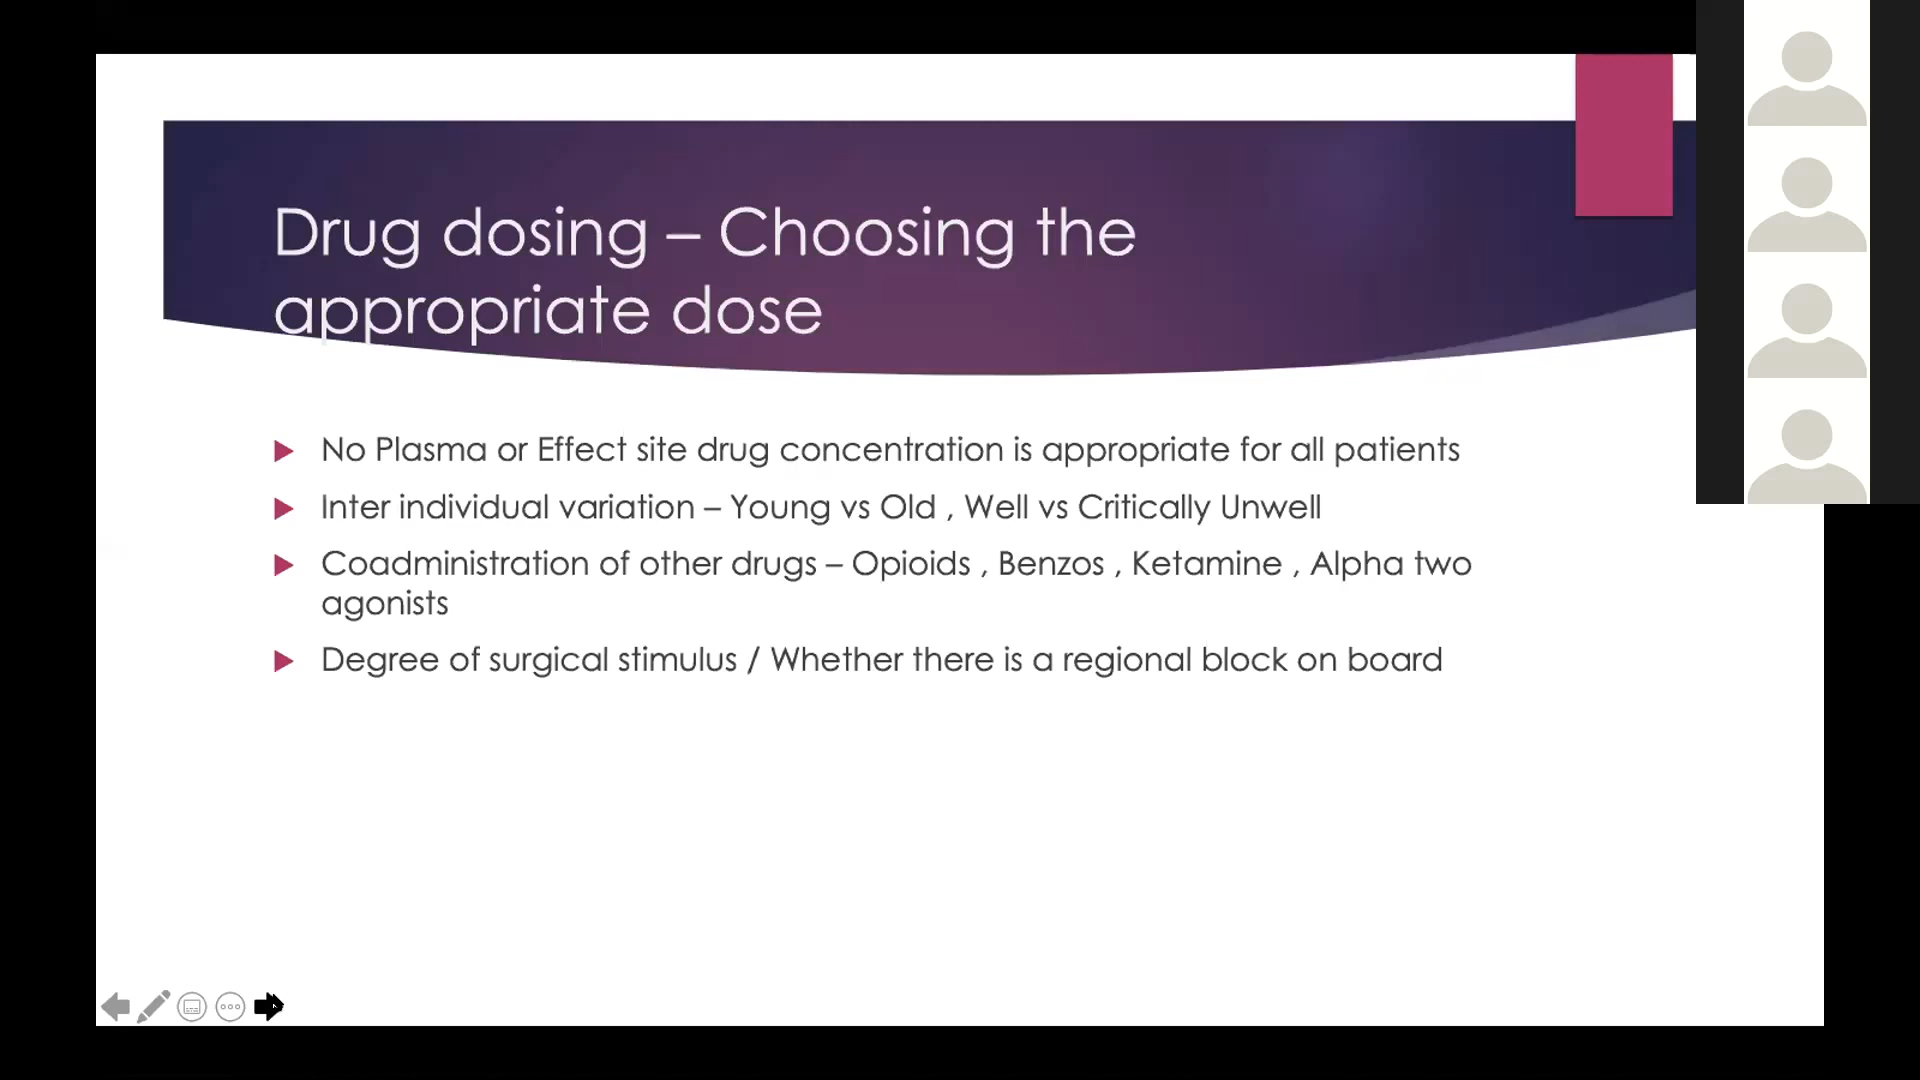 Drug dosing – Choosing the
appropriate dose
No Plasma or Effect site drug concentration is appropriate for all patients
Inter individual variation – Young vs Old , Well vs Critically Unwell
Coadministration of other drugs – Opioids , Benzos , Ketamine , Alpha two
agonists
Degree of surgical stimulus / Whether there is a regional block on board